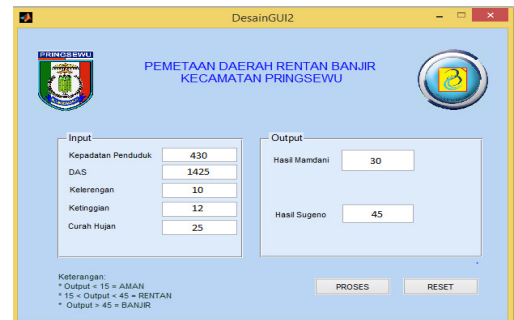 DesainGUI2
PRINGSEWU
PEMETAAN DAERAH RENTAN BANJIR
KECAMATAN PRINGSEWU
Input
Kepadatan Penduduk 430
DAS 1425
Kelerengan 10
Ketinggian 12
Curah Hujan 25
Output
Hasil Mamdani 30
Hasil Sugeno 45
Keterangan:
* Output < 15 = AMAN
* 15 < Output < 45 = RENTAN
* Output > 45 = BANJIR
PROSES
RESET